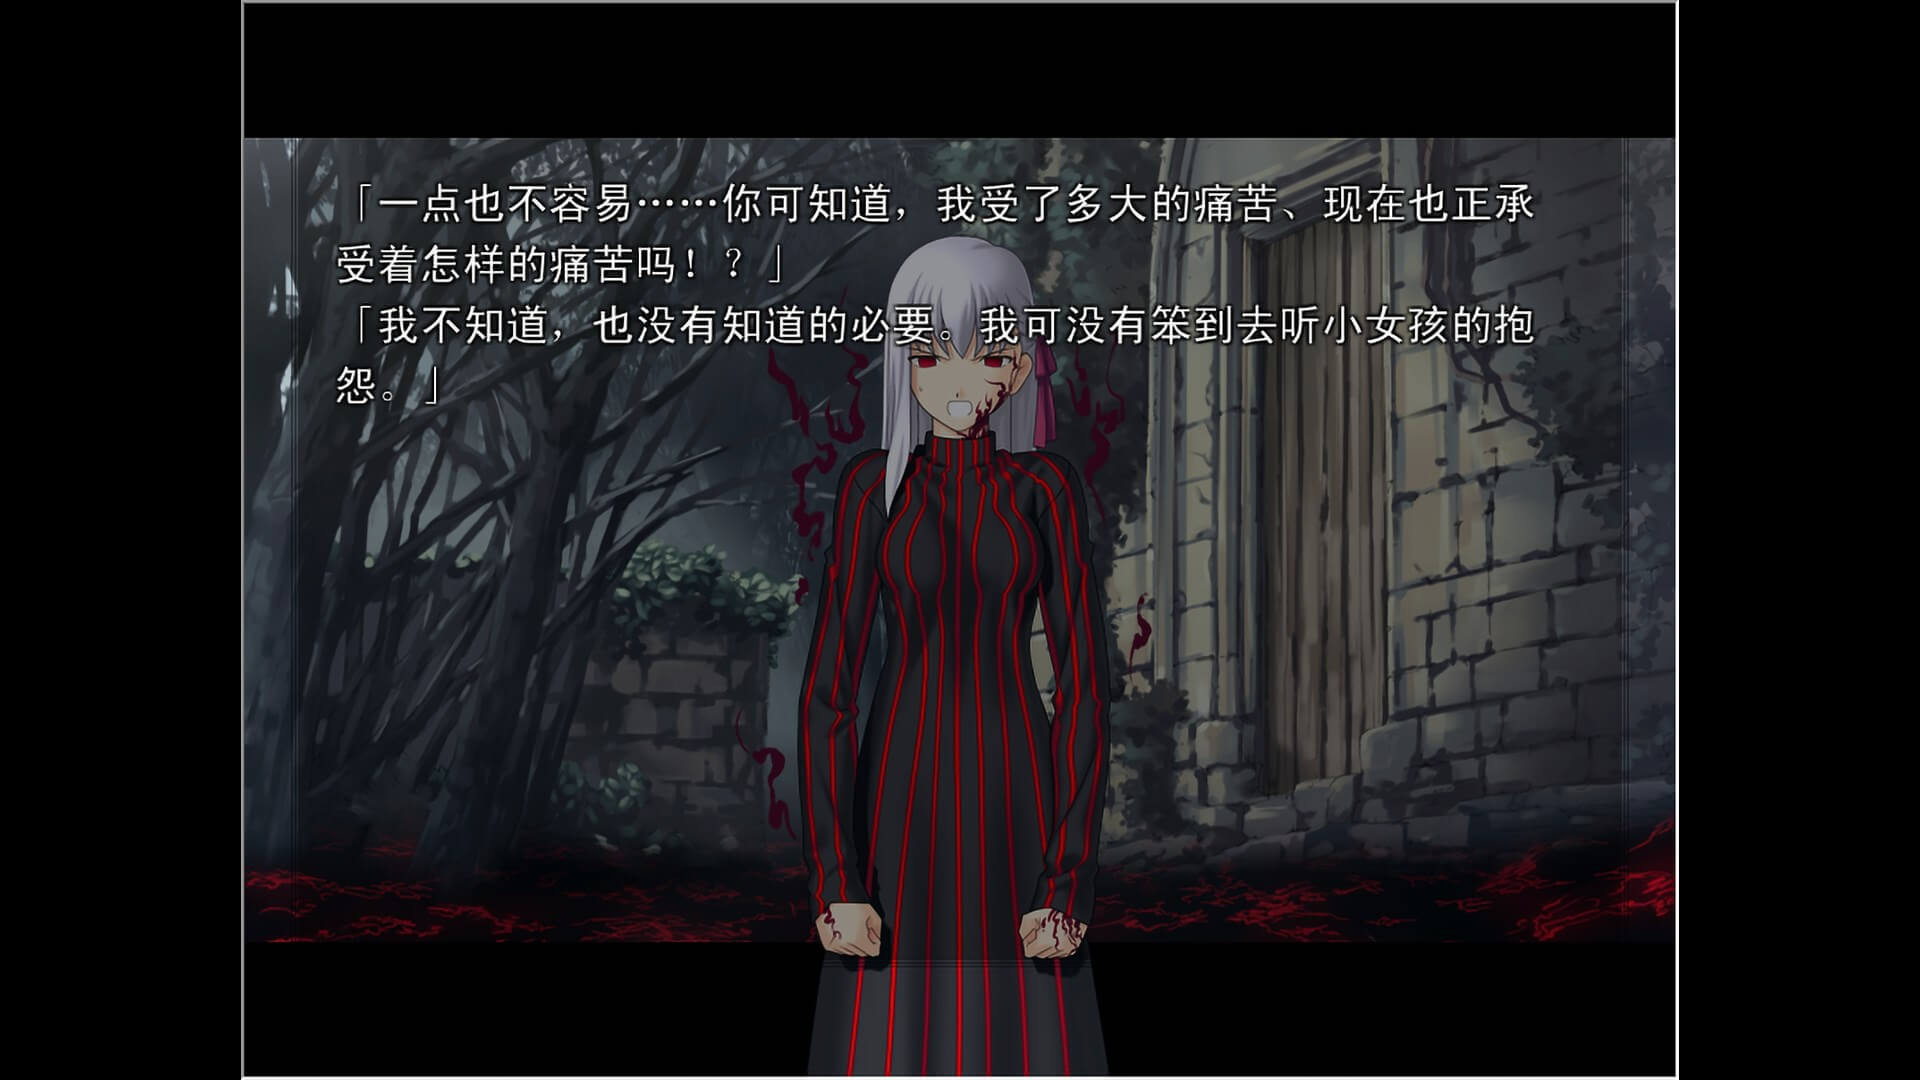 「一点也不容易……你可知道，我受了多大的痛苦、现在也正承
受着怎样的痛苦吗！？」
「我不知道，也没有知道的必要。我可没有笨到去听小女孩的抱
怨。」